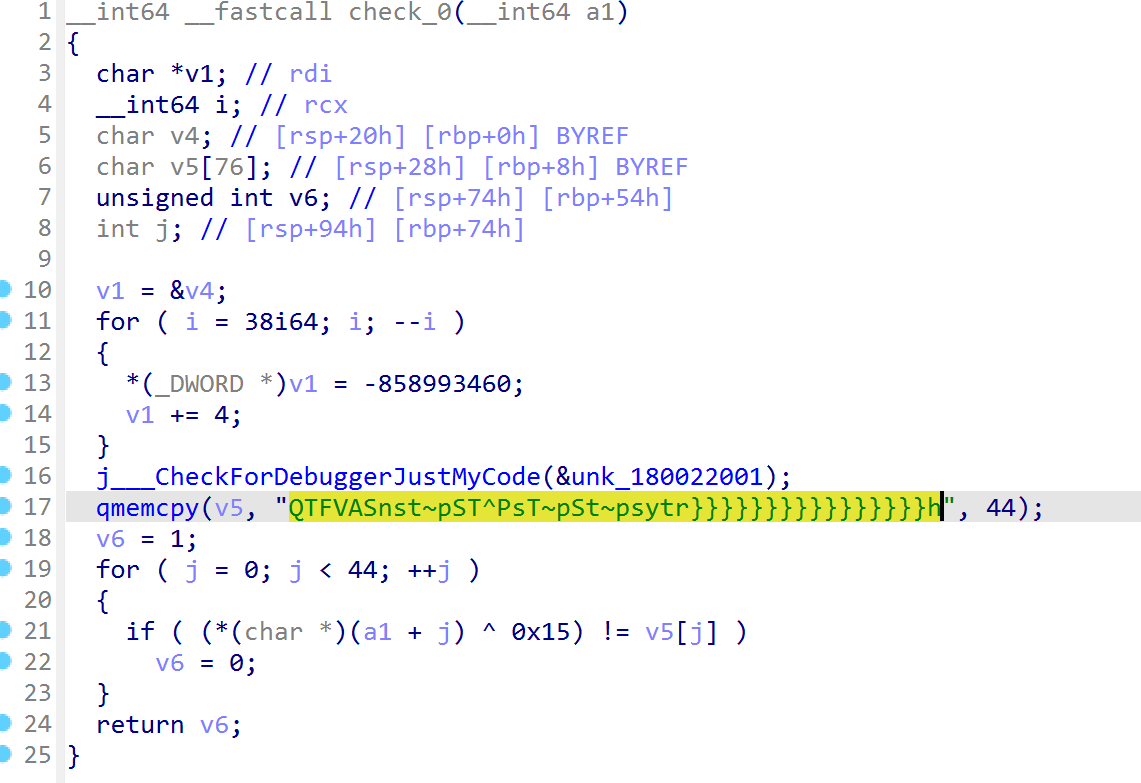 1 __int64 __fastcall check_0(__int64 a1)
2 {
3 char *v1; // rdi
4 __int64 i; // rcx
5 char v4; // [rsp+20h] [rbp+0h] BYREF
6 char v5[76]; // [rsp+28h] [rbp+8h] BYREF
7 unsigned int v6; // [rsp+74h] [rbp+54h]
8 int j; // [rsp+94h] [rbp+74h]
9
10 v1 = &v4;
11 for ( i = 38i64; i; --i )
12 {
13 *(_DWORD *)v1 = -858993460;
14 v1 += 4;
15 }
16 j___CheckForDebuggerJustMyCode(&unk_180022001);
17 qmemcpy(v5, "QTFVASnst~pST^PsT~pSt~psytr}}}}}}}}}}}}}}}}h", 44);
18 v6 = 1;
19 for ( j = 0; j < 44; ++j )
20 {
21 if ( (*(char *)(a1 + j) ^ 0x15) != v5[j] )
22 v6 = 0;
23 }
24 return v6;
25 }